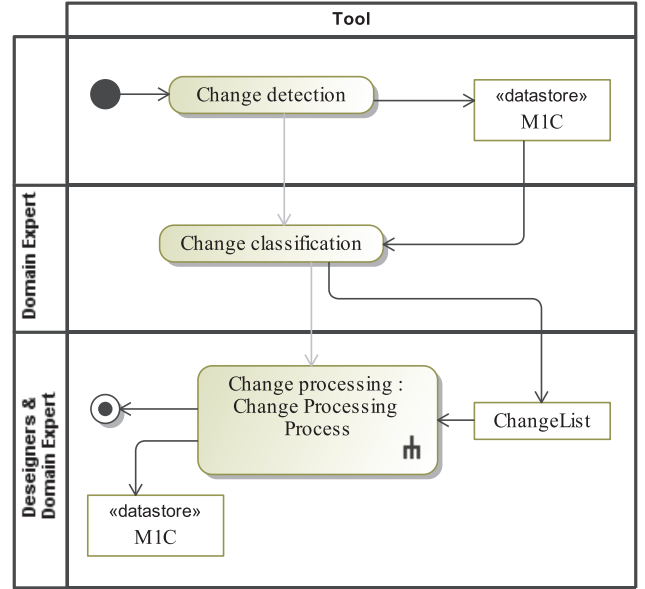 Tool
Change detection
«datastore»
M1C
Domain Expert
Change classification
Deseigners &
Domain Expert
Change processing :
Change Processing
Process
ChangeList
«datastore»
M1C